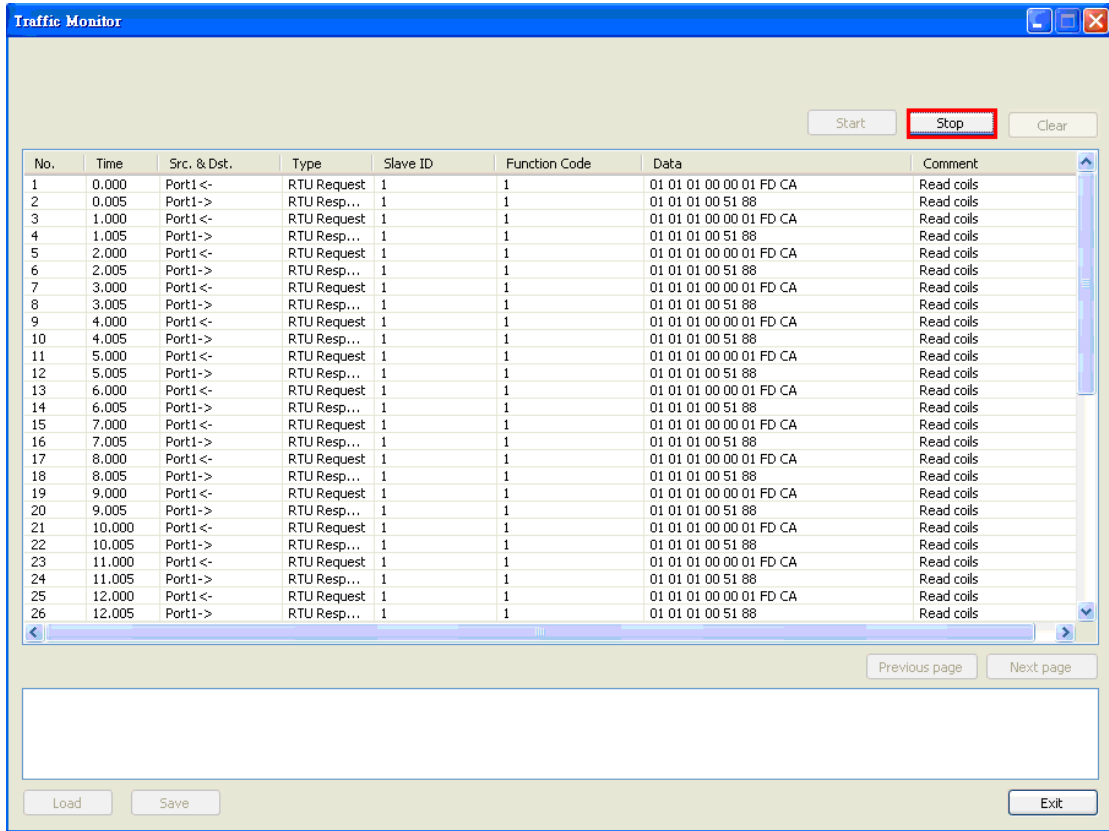 Traffic Monitor
Start Stop Clear
No. Time Src. & Dst. Type Slave ID Function Code Data Comment
1 0.000 Port1<- RTU Request 1 1 01 01 01 00 00 01 FD CA Read coils
2 0.005 Port1-> RTU Resp... 1 1 01 01 01 00 51 88 Read coils
3 1.000 Port1<- RTU Request 1 1 01 01 01 00 00 01 FD CA Read coils
4 1.005 Port1-> RTU Resp... 1 1 01 01 01 00 51 88 Read coils
5 2.000 Port1<- RTU Request 1 1 01 01 01 00 00 01 FD CA Read coils
6 2.005 Port1-> RTU Resp... 1 1 01 01 01 00 51 88 Read coils
7 3.000 Port1<- RTU Request 1 1 01 01 01 00 00 01 FD CA Read coils
8 3.005 Port1-> RTU Resp... 1 1 01 01 01 00 51 88 Read coils
9 4.000 Port1<- RTU Request 1 1 01 01 01 00 00 01 FD CA Read coils
10 4.005 Port1-> RTU Resp... 1 1 01 01 01 00 51 88 Read coils
11 5.000 Port1<- RTU Request 1 1 01 01 01 00 00 01 FD CA Read coils
12 5.005 Port1-> RTU Resp... 1 1 01 01 01 00 51 88 Read coils
13 6.000 Port1<- RTU Request 1 1 01 01 01 00 00 01 FD CA Read coils
14 6.005 Port1-> RTU Resp... 1 1 01 01 01 00 51 88 Read coils
15 7.000 Port1<- RTU Request 1 1 01 01 01 00 00 01 FD CA Read coils
16 7.005 Port1-> RTU Resp... 1 1 01 01 01 00 51 88 Read coils
17 8.000 Port1<- RTU Request 1 1 01 01 01 00 00 01 FD CA Read coils
18 8.005 Port1-> RTU Resp... 1 1 01 01 01 00 51 88 Read coils
19 9.000 Port1<- RTU Request 1 1 01 01 01 00 00 01 FD CA Read coils
20 9.005 Port1-> RTU Resp... 1 1 01 01 01 00 51 88 Read coils
21 10.000 Port1<- RTU Request 1 1 01 01 01 00 00 01 FD CA Read coils
22 10.005 Port1-> RTU Resp... 1 1 01 01 01 00 51 88 Read coils
23 11.000 Port1<- RTU Request 1 1 01 01 01 00 00 01 FD CA Read coils
24 11.005 Port1-> RTU Resp... 1 1 01 01 01 00 51 88 Read coils
25 12.000 Port1<- RTU Request 1 1 01 01 01 00 00 01 FD CA Read coils
26 12.005 Port1-> RTU Resp... 1 1 01 01 01 00 51 88 Read coils
Previous page Next page
Load Save Exit